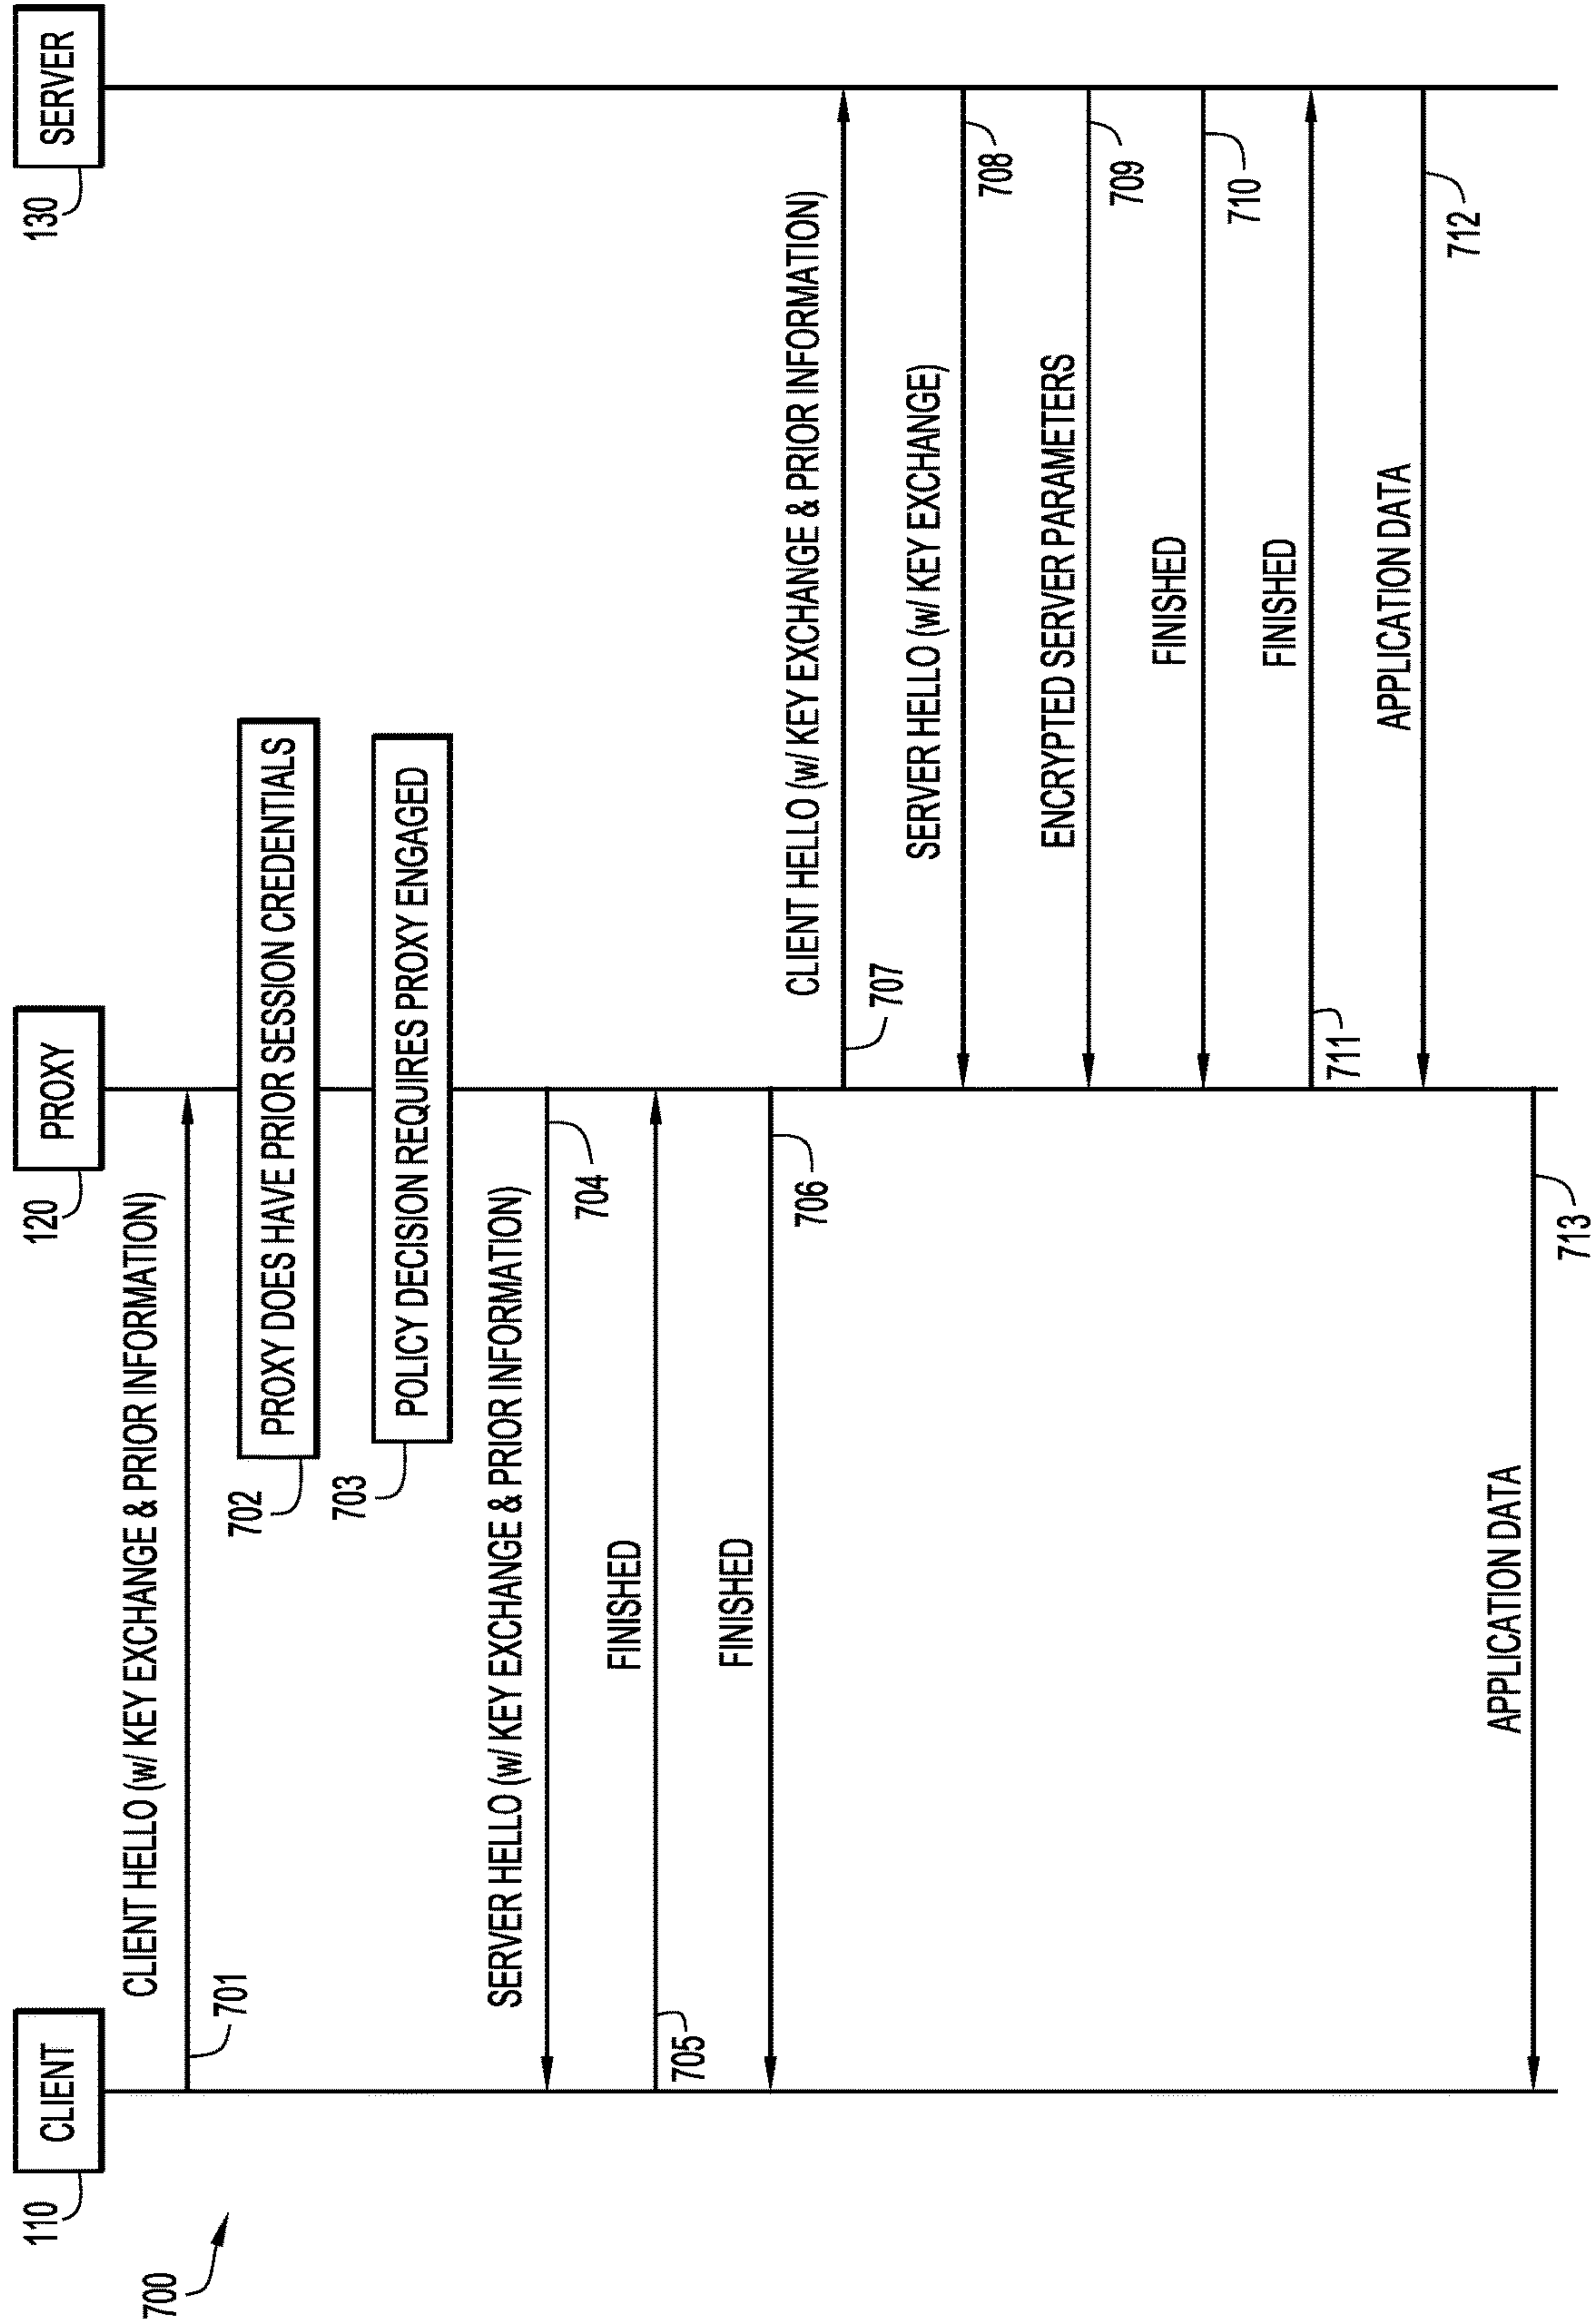 700
110
CLIENT
120
PROXY
130
SERVER
CLIENT HELLO (w/ KEY EXCHANGE & PRIOR INFORMATION)
701
PROXY DOES HAVE PRIOR SESSION CREDENTIALS
702
POLICY DECISION REQUIRES PROXY ENGAGED
703
SERVER HELLO (w/ KEY EXCHANGE & PRIOR INFORMATION)
704
FINISHED
705
FINISHED
706
CLIENT HELLO (w/ KEY EXCHANGE & PRIOR INFORMATION)
707
SERVER HELLO (w/ KEY EXCHANGE)
708
ENCRYPTED SERVER PARAMETERS
709
FINISHED
710
FINISHED
711
APPLICATION DATA
712
APPLICATION DATA
713